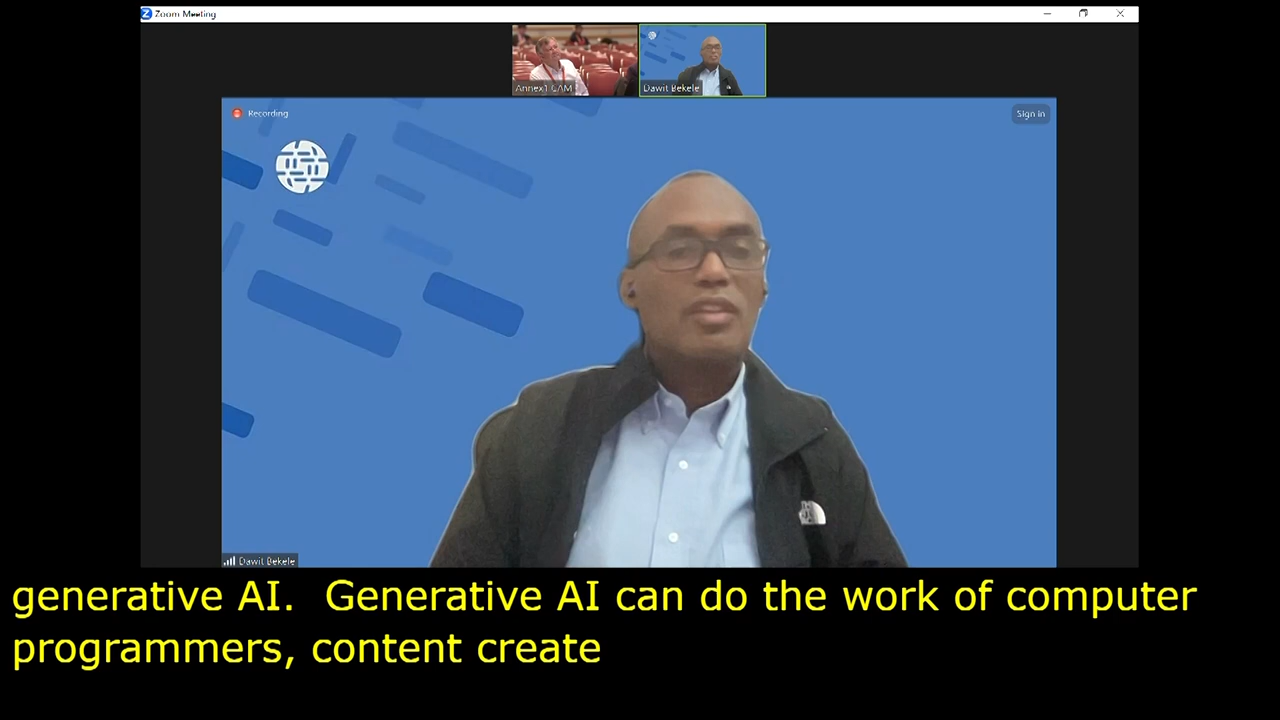 Zoom Meeting
Annex1 CAM
Dawit Bekele
Recording
Sign in
Dawit Bekele
generative AI.  Generative AI can do the work of computer
programmers, content create